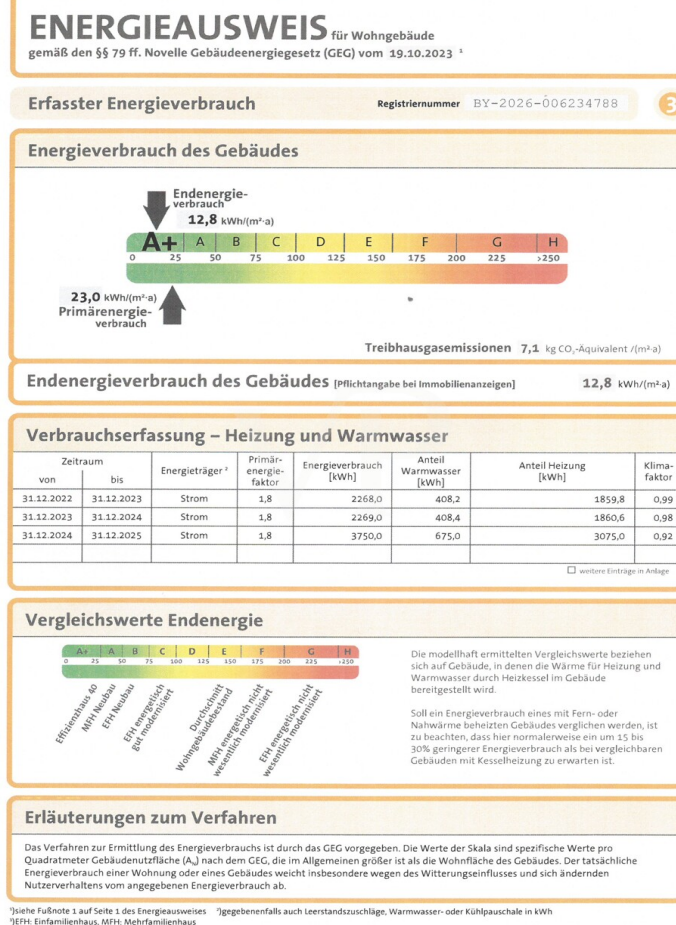 ENERGIEAUSWEIS für Wohngebäude
gemäß den §§ 79 ff. Novelle Gebäudeenergiegesetz (GEG) vom 19.10.2023 ¹
Erfasster Energieverbrauch Registriernummer BY-2026-006234788 3
Energieverbrauch des Gebäudes
Endenergie-
verbrauch
12,8 kWh/(m²·a)
A+ A B C D E F G H
0 25 50 75 100 125 150 175 200 225 >250
23,0 kWh/(m²·a)
Primärenergie-
verbrauch
Treibhausgasemissionen 7,1 kg CO₂-Äquivalent /(m²·a)
Endenergieverbrauch des Gebäudes [Pflichtangabe bei Immobilienanzeigen] 12,8 kWh/(m²·a)
Verbrauchserfassung – Heizung und Warmwasser
Zeitraum
von bis
Energieträger ²
Primär-
energie-
faktor
Energieverbrauch
[kWh]
Anteil
Warmwasser
[kWh]
Anteil Heizung
[kWh]
Klima-
faktor
31.12.2022 31.12.2023 Strom 1,8 2268,0 408,2 1859,8 0,99
31.12.2023 31.12.2024 Strom 1,8 2269,0 408,4 1860,6 0,98
31.12.2024 31.12.2025 Strom 1,8 3750,0 675,0 3075,0 0,92
weitere Einträge in Anlage
Vergleichswerte Endenergie
A+ A B C D E F G H
0 25 50 75 100 125 150 175 200 225 >250
Effizienzhaus 40
MFH Neubau
EFH Neubau
EFH energetisch
gut modernisiert
Durchschnitt
Wohngebäudebestand
MFH energetisch nicht
wesentlich modernisiert
EFH energetisch nicht
wesentlich modernisiert
Die modellhaft ermittelten Vergleichswerte beziehen
sich auf Gebäude, in denen die Wärme für Heizung und
Warmwasser durch Heizkessel im Gebäude
bereitgestellt wird.
Soll ein Energieverbrauch eines mit Fern- oder
Nahwärme beheizten Gebäudes verglichen werden, ist
zu beachten, dass hier normalerweise ein um 15 bis
30% geringerer Energieverbrauch als bei vergleichbaren
Gebäuden mit Kesselheizung zu erwarten ist.
Erläuterungen zum Verfahren
Das Verfahren zur Ermittlung des Energieverbrauchs ist durch das GEG vorgegeben. Die Werte der Skala sind spezifische Werte pro
Quadratmeter Gebäudenutzfläche (Aₙ) nach dem GEG, die im Allgemeinen größer ist als die Wohnfläche des Gebäudes. Der tatsächliche
Energieverbrauch einer Wohnung oder eines Gebäudes weicht insbesondere wegen des Witterungseinflusses und sich ändernden
Nutzerverhaltens vom angegebenen Energieverbrauch ab.
¹)siehe Fußnote 1 auf Seite 1 des Energieausweises ²)gegebenenfalls auch Leerstandszuschläge, Warmwasser- oder Kühlpauschale in kWh
³)EFH: Einfamilienhaus, MFH: Mehrfamilienhaus